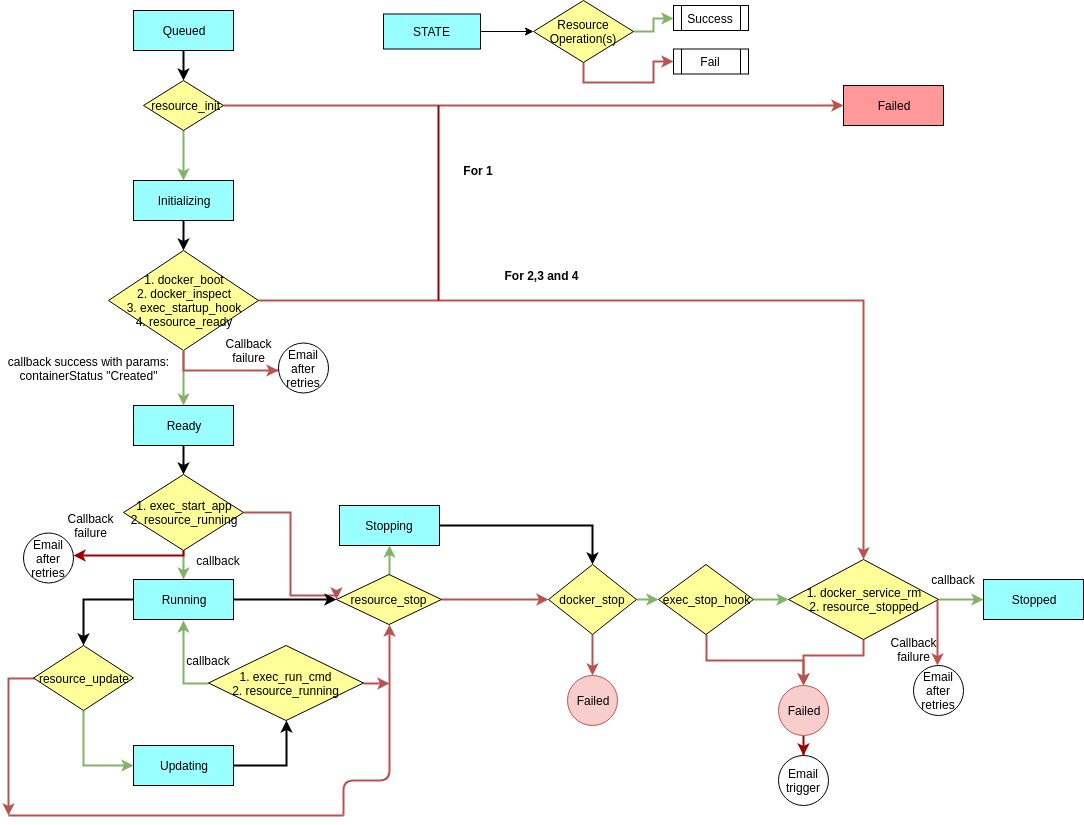 Queued
STATE
Resource
Operation(s)
Success
Fail
resource_init
Failed
For 1
Initializing
For 2,3 and 4
1. docker_boot
2. docker_inspect
3. exec_startup_hook
4. resource_ready
callback success with params:
containerStatus "Created"
Callback
failure
Email
after
retries
Ready
1. exec_start_app
2. resource_running
Callback
failure
Email
after
retries
callback
Stopping
Running
resource_stop
docker_stop
exec_stop_hook
1. docker_service_rm
2. resource_stopped
callback
Stopped
Callback
failure
Email
after
retries
resource_update
callback
1. exec_run_cmd
2. resource_running
Failed
Failed
Updating
Email
trigger